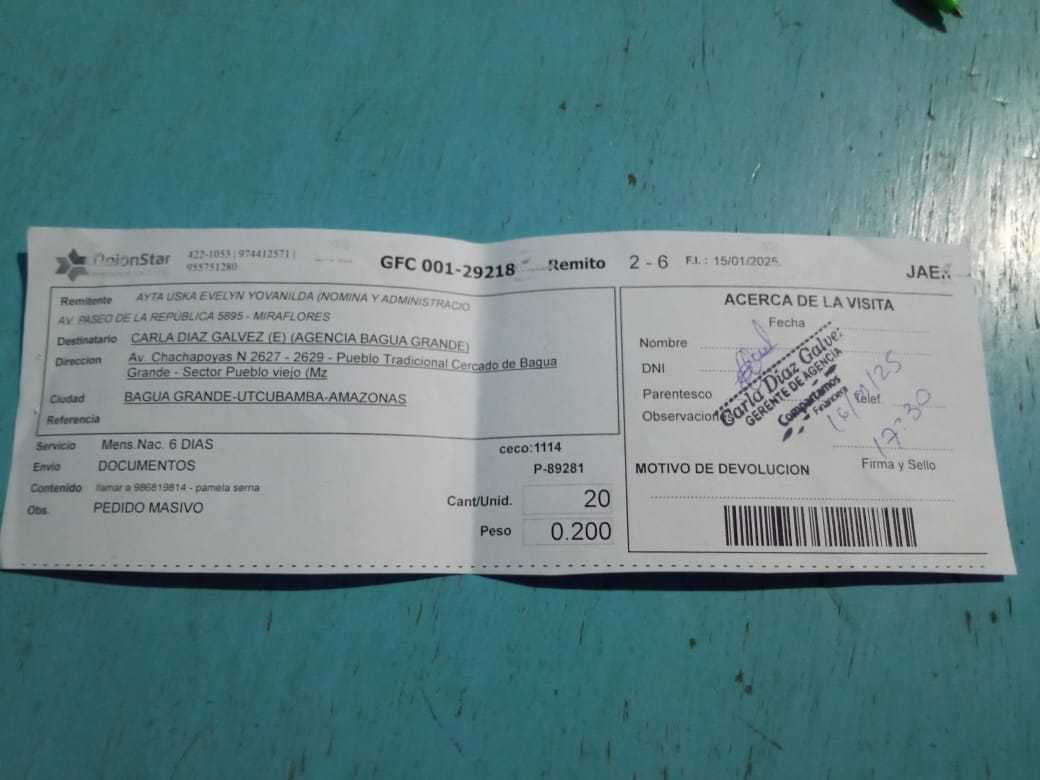 UnionStar
422-1053 | 974412571 |
955751280
GFC 001-29218
Remito 2 - 6 F.I. : 15/01/2025
JAEN
Remitente AYTA USKA EVELYN YOVANILDA (NOMINA Y ADMINISTRACIO
AV. PASEO DE LA REPÚBLICA 5895 - MIRAFLORES
Destinatario CARLA DIAZ GALVEZ (E) (AGENCIA BAGUA GRANDE)
Direccion Av. Chachapoyas N 2627 - 2629 - Pueblo Tradicional Cercado de Bagua
Grande - Sector Pueblo viejo (Mz
Ciudad BAGUA GRANDE-UTCUBAMBA-AMAZONAS
Referencia
Servicio Mens.Nac. 6 DIAS
Envio DOCUMENTOS
Contenido llamar a 986819814 - pamela serna
Obs. PEDIDO MASIVO
ceco:1114
P-89281
Cant/Unid. 20
Peso 0.200
ACERCA DE LA VISITA
Fecha
Nombre
DNI
Parentesco
Observaciones
Telef.
Carla Diaz Galvez
GERENTE DE AGENCIA
Compartamos
Financiera
16/01/25
17:30
Firma y Sello
MOTIVO DE DEVOLUCION